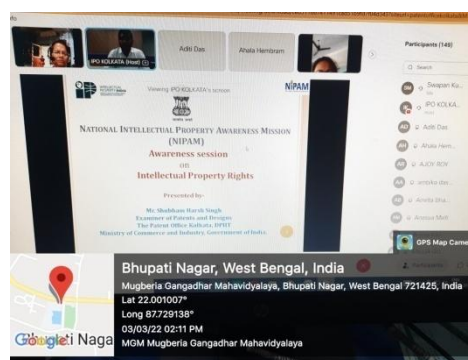 Participants (148)
Viewing IPO KOLKATA's screen
IPO KOLKATA (Host)
Aditi Das
Ahala Hembram
Search
Swapan Ku...
IPO KOLKA...
Aditi Das
Ahala Hem...
AJOY ROY
NIPAM
NATIONAL INTELLECTUAL PROPERTY AWARENESS MISSION
(NIPAM)
Awareness session
on
Intellectual Property Rights
Presented by-
Mr. Shubham Harsh Singh
Examiner of Patents and Designs
The Patent Office Kolkata, DPIIT
Ministry of Commerce and Industry, Government of India.
GPS Map Came
Google
Bhupati Nagar, West Bengal, India
Mugberia Gangadhar Mahavidyalaya, Bhupati Nagar, West Bengal 721425, India
Lat 22.001007°
Long 87.729138°
03/03/22 02:11 PM
MGM Mugberia Gangadhar Mahavidyalaya